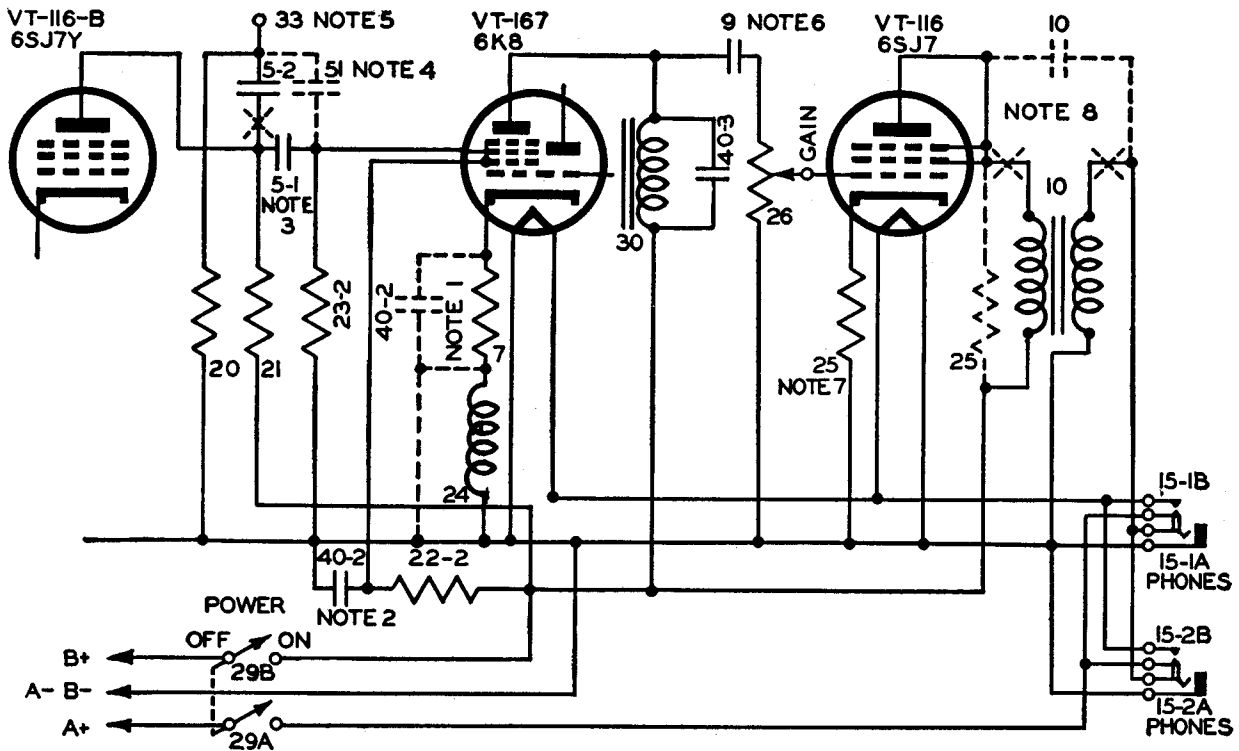 VT-116-B
6SJ7Y
33 NOTE 5
VT-167
6K8
9 NOTE 6
VT-116
6SJ7
10
5-2
51 NOTE 4
NOTE 8
GAIN
40-3
5-1
NOTE
3
10
26
30
23-2
40-2
NOTE 1
20
21
7
25
NOTE 7
25
24
15-1B
15-1A
PHONES
40-2
22-2
NOTE 2
POWER
OFF
ON
B+
29B
A- B-
A+
29A
15-2B
15-2A
PHONES